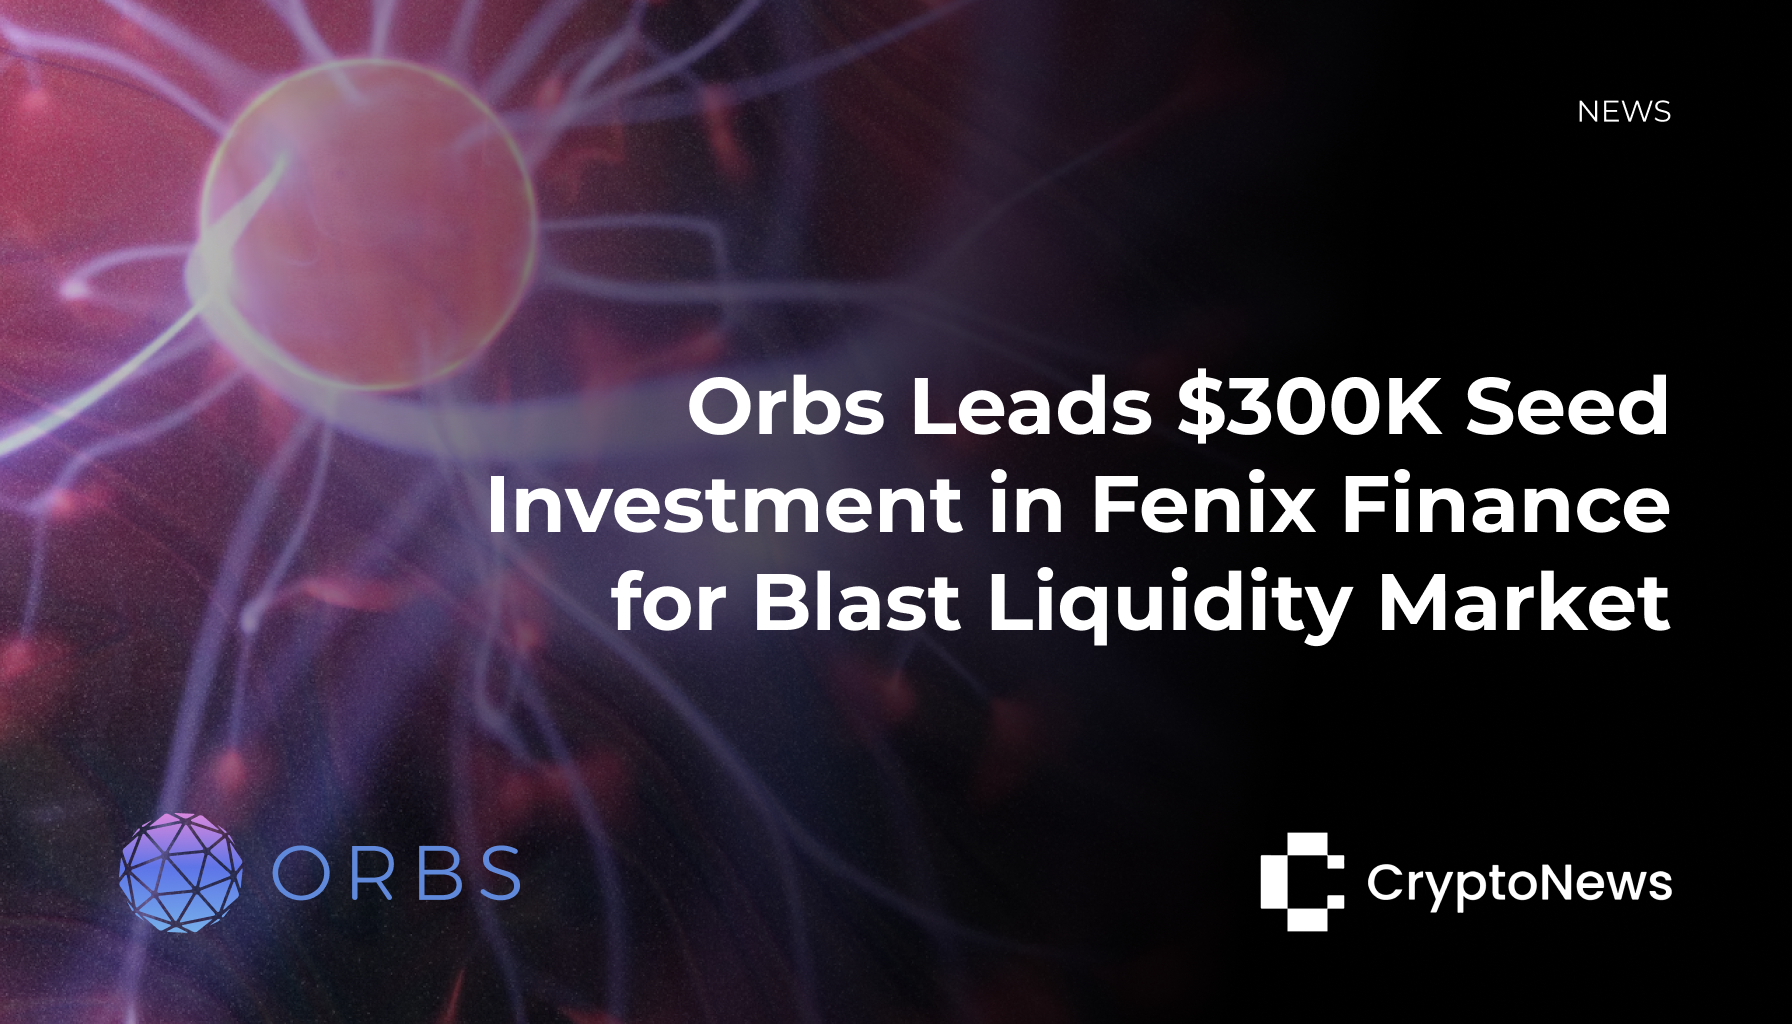 NEWS
Orbs Leads $300K Seed
Investment in Fenix Finance
for Blast Liquidity Market
ORBS
CryptoNews